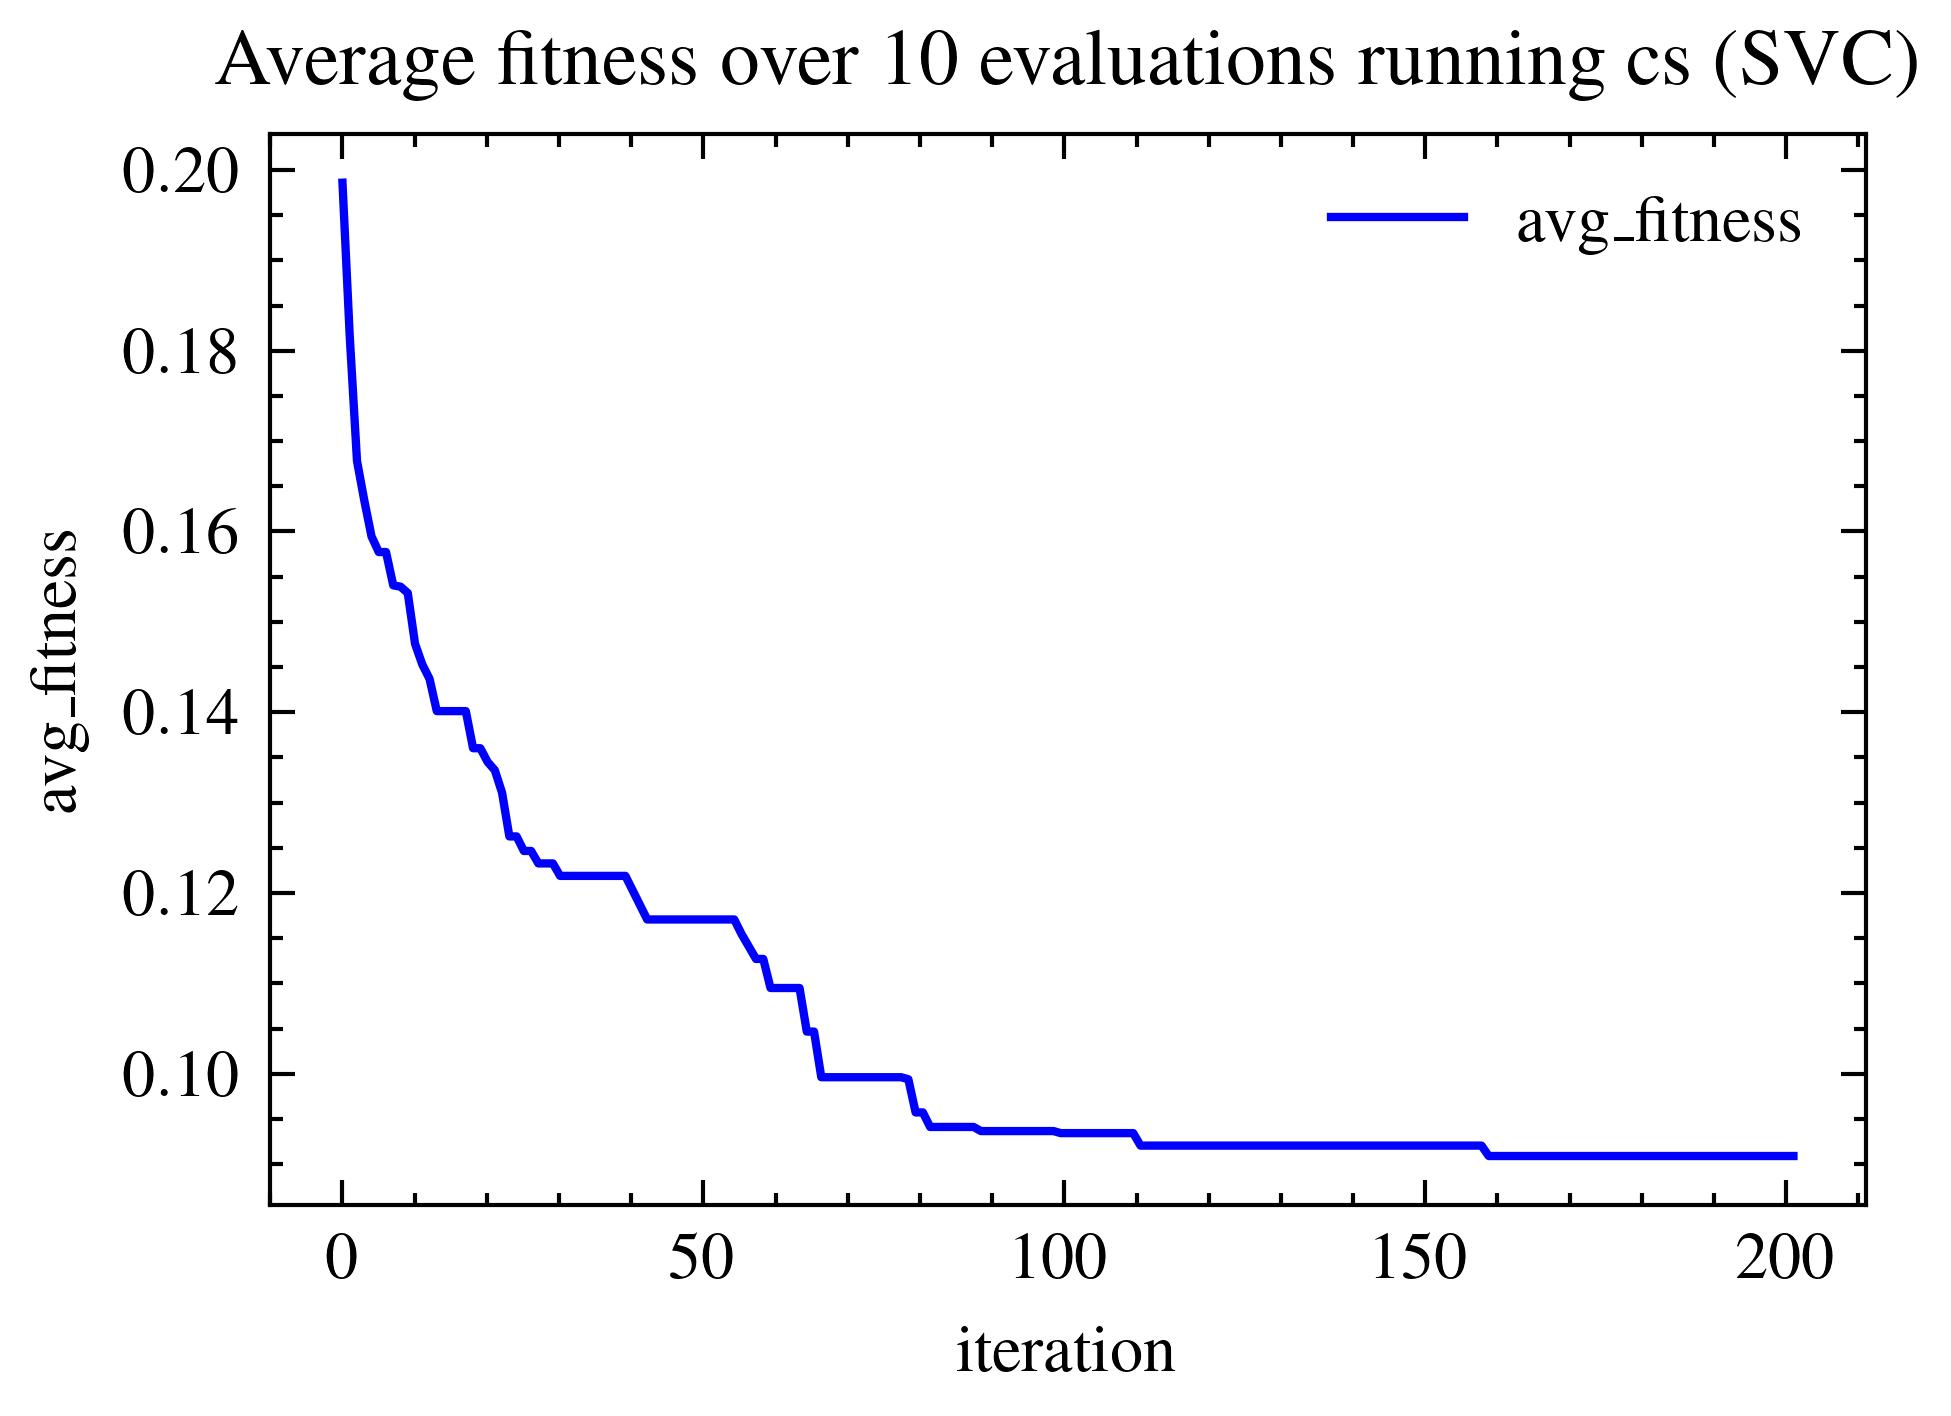 Average fitness over 10 evaluations running cs (SVC)
avg_fitness
0.20
0.18
0.16
0.14
0.12
0.10
avg_fitness
0 50 100 150 200
iteration